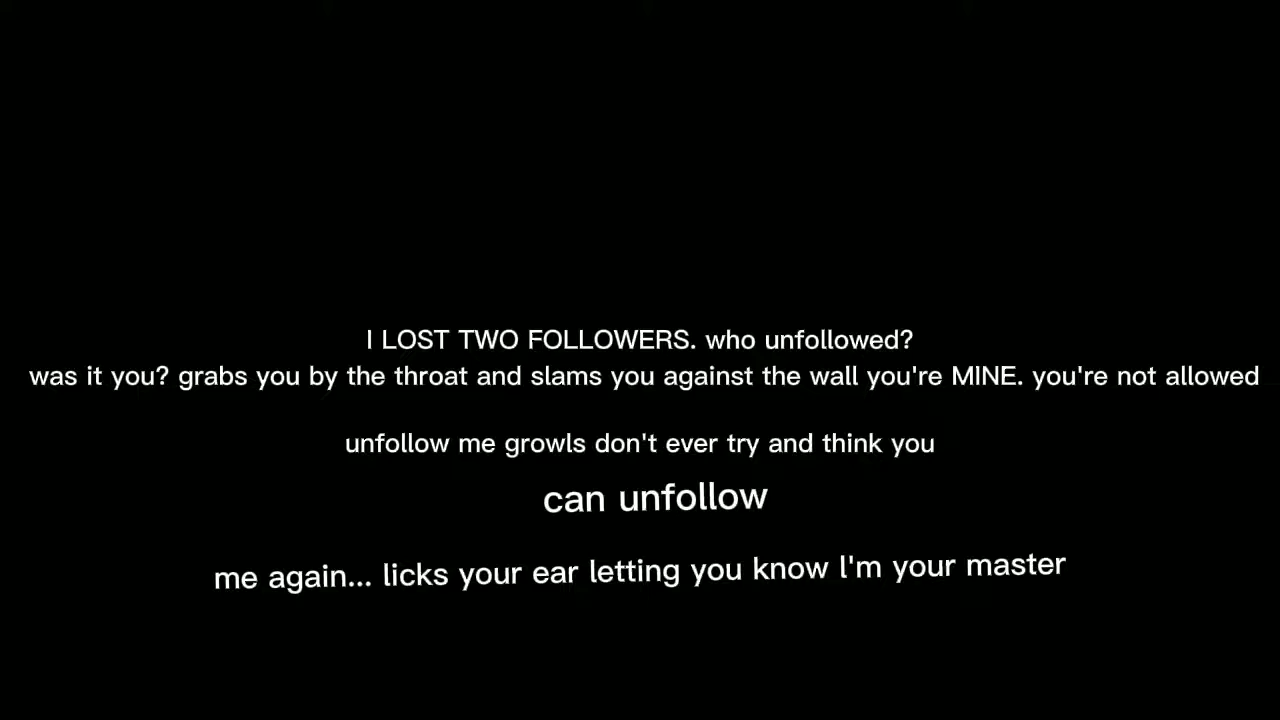 I LOST TWO FOLLOWERS. who unfollowed?
was it you? grabs you by the throat and slams you against the wall you're MINE. you're not allowed
unfollow me growls don't ever try and think you
can unfollow
me again... licks your ear letting you know I'm your master